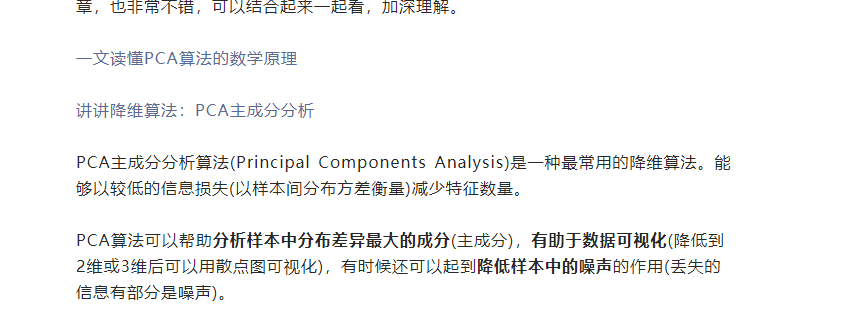 章，也非常不错，可以结合起来一起看，加深理解。
一文读懂PCA算法的数学原理
讲讲降维算法：PCA主成分分析
PCA主成分分析算法(Principal Components Analysis)是一种最常用的降维算法。能
够以较低的信息损失(以样本间分布方差衡量)减少特征数量。
PCA算法可以帮助分析样本中分布差异最大的成分(主成分)，有助于数据可视化(降低到
2维或3维后可以用散点图可视化)，有时候还可以起到降低样本中的噪声的作用(丢失的
信息有部分是噪声)。